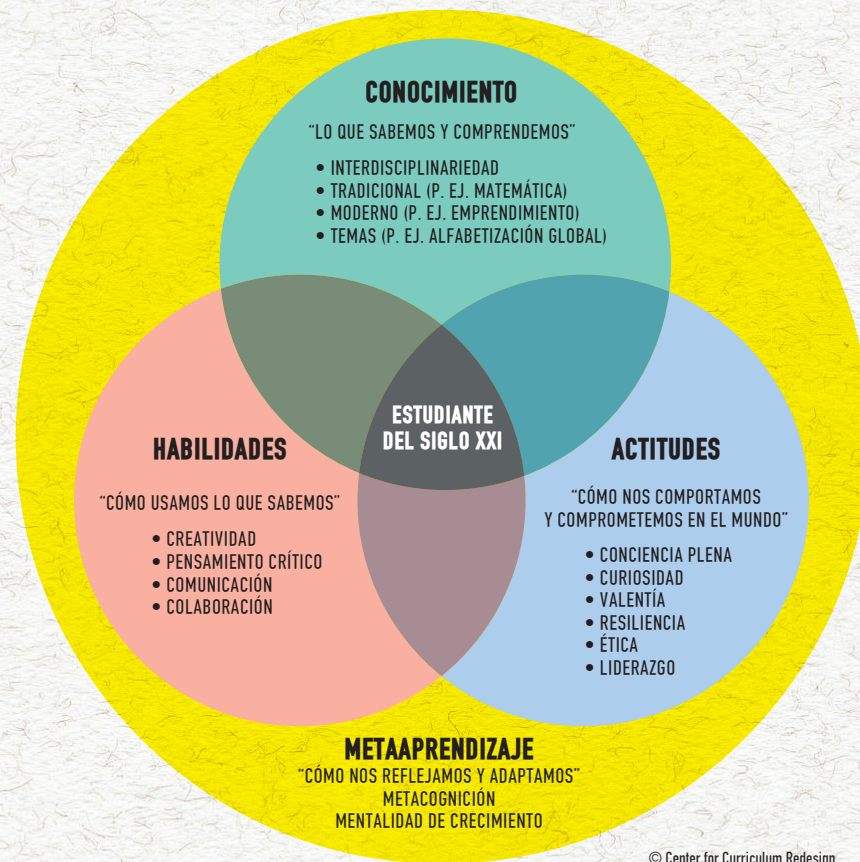 CONOCIMIENTO
"LO QUE SABEMOS Y COMPRENDEMOS"
• INTERDISCIPLINARIEDAD
• TRADICIONAL (P. EJ. MATEMÁTICA)
• MODERNO (P. EJ. EMPRENDIMIENTO)
• TEMAS (P. EJ. ALFABETIZACIÓN GLOBAL)
ESTUDIANTE
DEL SIGLO XXI
HABILIDADES
"CÓMO USAMOS LO QUE SABEMOS"
• CREATIVIDAD
• PENSAMIENTO CRÍTICO
• COMUNICACIÓN
• COLABORACIÓN
ACTITUDES
"CÓMO NOS COMPORTAMOS
Y COMPROMETEMOS EN EL MUNDO"
• CONCIENCIA PLENA
• CURIOSIDAD
• VALENTÍA
• RESILIENCIA
• ÉTICA
• LIDERAZGO
METAAPRENDIZAJE
"CÓMO NOS REFLEJAMOS Y ADAPTAMOS"
METACOGNICIÓN
MENTALIDAD DE CRECIMIENTO
© Center for Curriculum Redesign